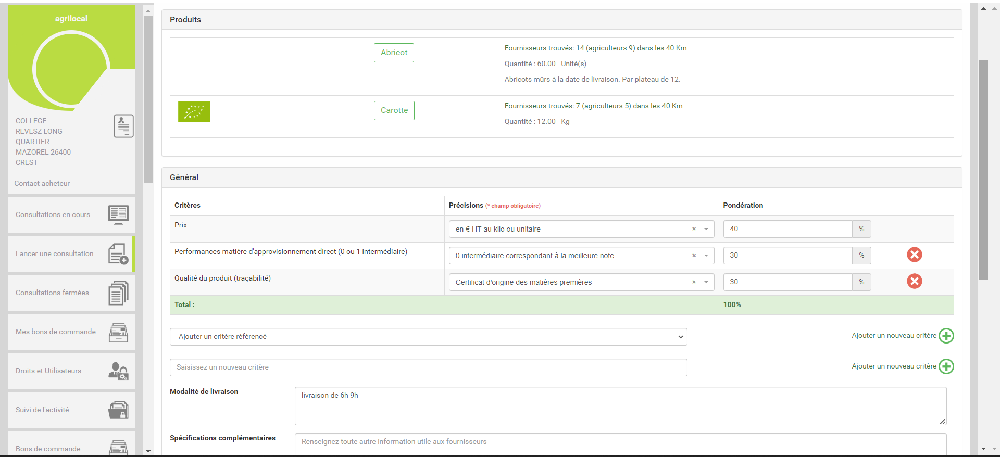 agrilocal
COLLEGE
REVESZ LONG
QUARTIER
MAZOREL 26400
CREST
Contact acheteur
Consultations en cours
Lancer une consultation
Consultations fermées
Mes bons de commande
Droits et Utilisateurs
Suivi de l'activité
Bons de commande
Produits
Abricot
Fournisseurs trouvés: 14 (agriculteurs 9) dans les 40 Km
Quantité : 60.00 Unité(s)
Abricots mûrs à la date de livraison. Par plateau de 12.
Carotte
Fournisseurs trouvés: 7 (agriculteurs 5) dans les 40 Km
Quantité : 12.00 Kg
Général
Critères Précisions (* champ obligatoire) Pondération
Prix en € HT au kilo ou unitaire × 40 %
Performances matière d'approvisionnement direct (0 ou 1 intermédiaire) 0 intermédiaire correspondant à la meilleure note × 30 %
Qualité du produit (traçabilité) Certificat d'origine des matières premières × 30 %
Total : 100%
Ajouter un critère référencé Ajouter un nouveau critère
Saisissez un nouveau critère Ajouter un nouveau critère
Modalité de livraison livraison de 6h 9h
Spécifications complémentaires Renseignez toute autre information utile aux fournisseurs